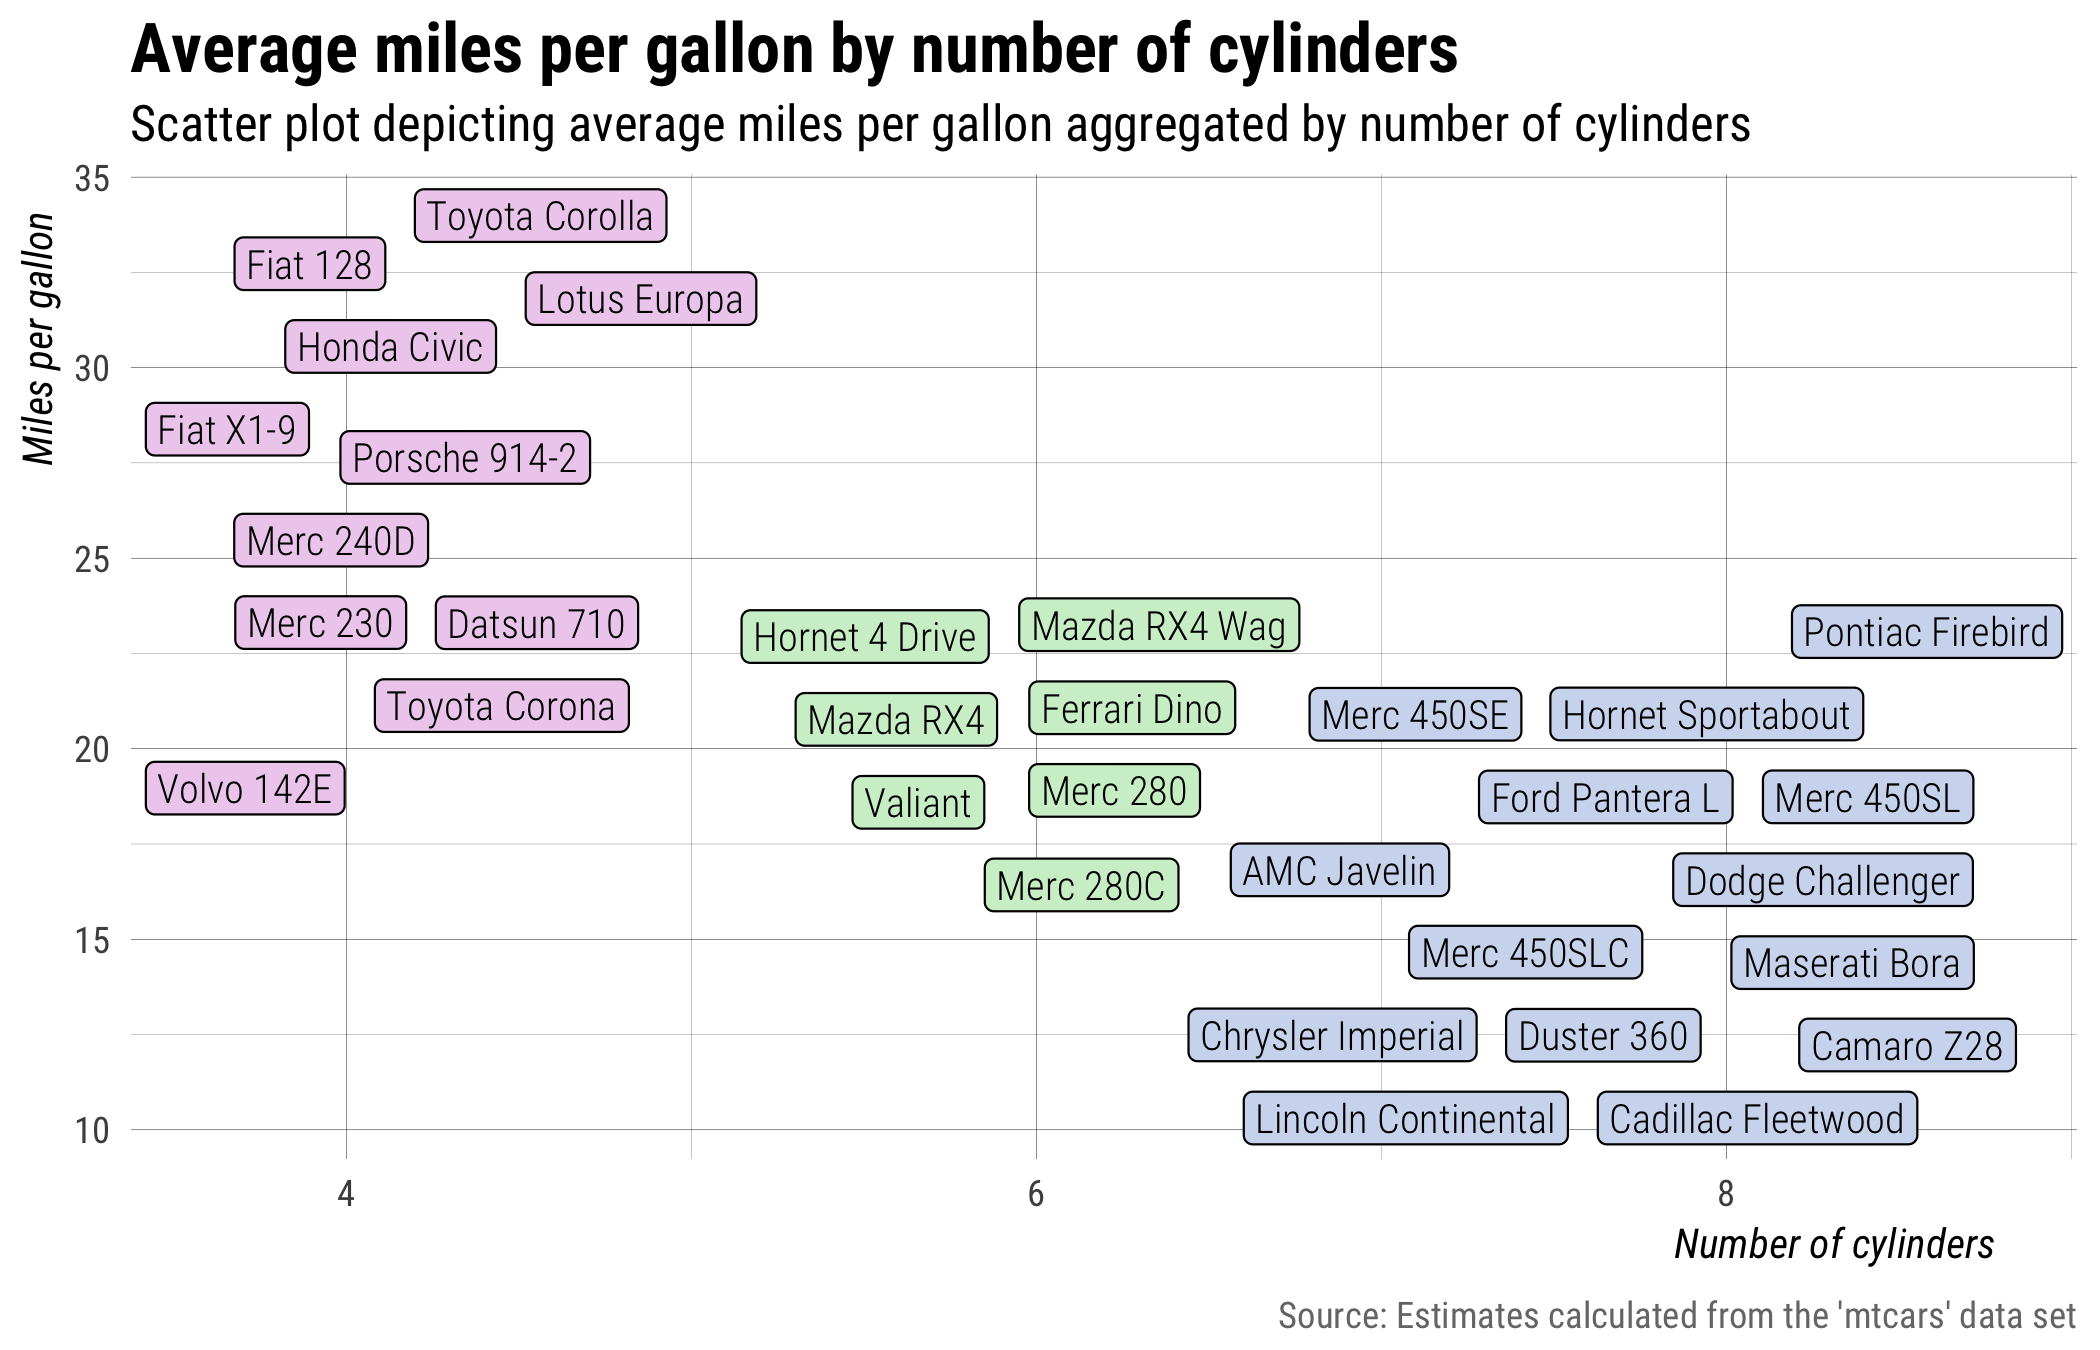 Average miles per gallon by number of cylinders
Scatter plot depicting average miles per gallon aggregated by number of cylinders
Miles per gallon
35
30
25
20
15
10
Toyota Corolla
Fiat 128
Lotus Europa
Honda Civic
Fiat X1-9
Porsche 914-2
Merc 240D
Merc 230
Datsun 710
Hornet 4 Drive
Mazda RX4 Wag
Pontiac Firebird
Toyota Corona
Mazda RX4
Ferrari Dino
Merc 450SE
Hornet Sportabout
Volvo 142E
Valiant
Merc 280
Ford Pantera L
Merc 450SL
Merc 280C
AMC Javelin
Dodge Challenger
Merc 450SLC
Maserati Bora
Chrysler Imperial
Duster 360
Camaro Z28
Lincoln Continental
Cadillac Fleetwood
4
6
8
Number of cylinders
Source: Estimates calculated from the 'mtcars' data set